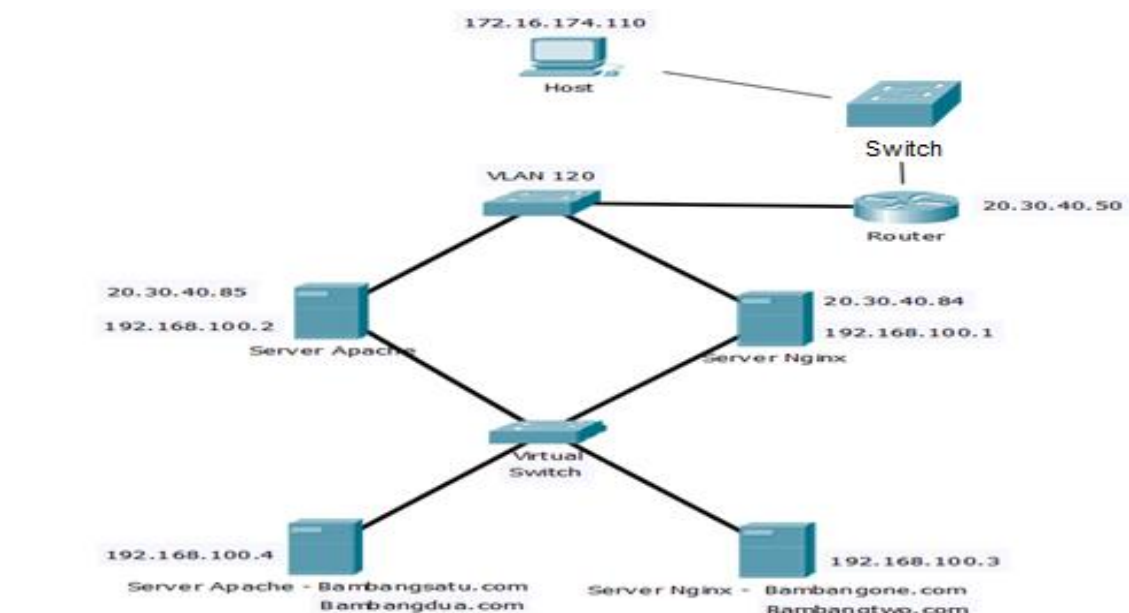 172.16.174.110
Host
Switch
VLAN 120
20.30.40.50
Router
20.30.40.85
192.168.100.2
Server Apache
20.30.40.84
192.168.100.1
Server Nginx
Virtual
Switch
192.168.100.4
Server Apache - Bambangsatu.com
Bambangdua.com
192.168.100.3
Server Nginx - Bambangone.com
Bambangtwo.com